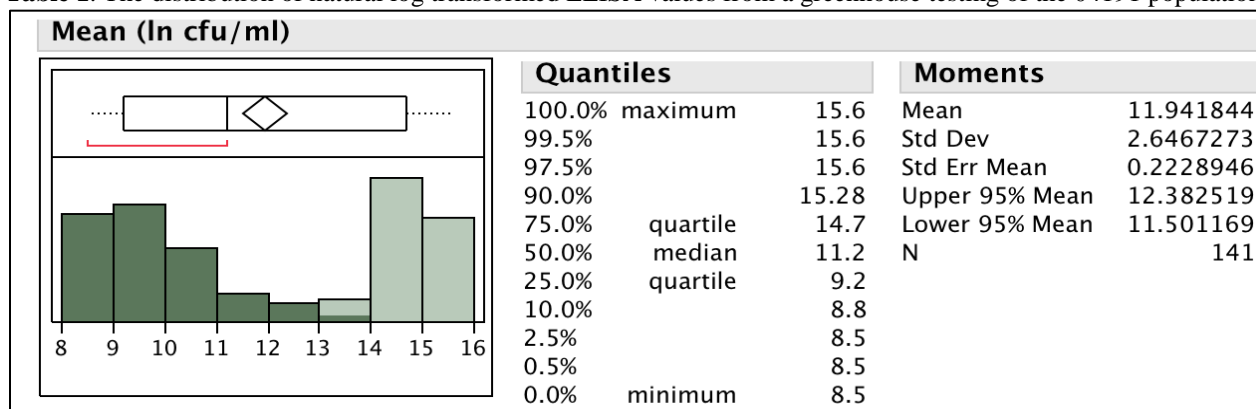 Mean (ln cfu/ml)
Quantiles
100.0% maximum 15.6
99.5% 15.6
97.5% 15.6
90.0% 15.28
75.0% quartile 14.7
50.0% median 11.2
25.0% quartile 9.2
10.0% 8.8
2.5% 8.5
0.5% 8.5
0.0% minimum 8.5
Moments
Mean 11.941844
Std Dev 2.6467273
Std Err Mean 0.2228946
Upper 95% Mean 12.382519
Lower 95% Mean 11.501169
N 141
8 9 10 11 12 13 14 15 16